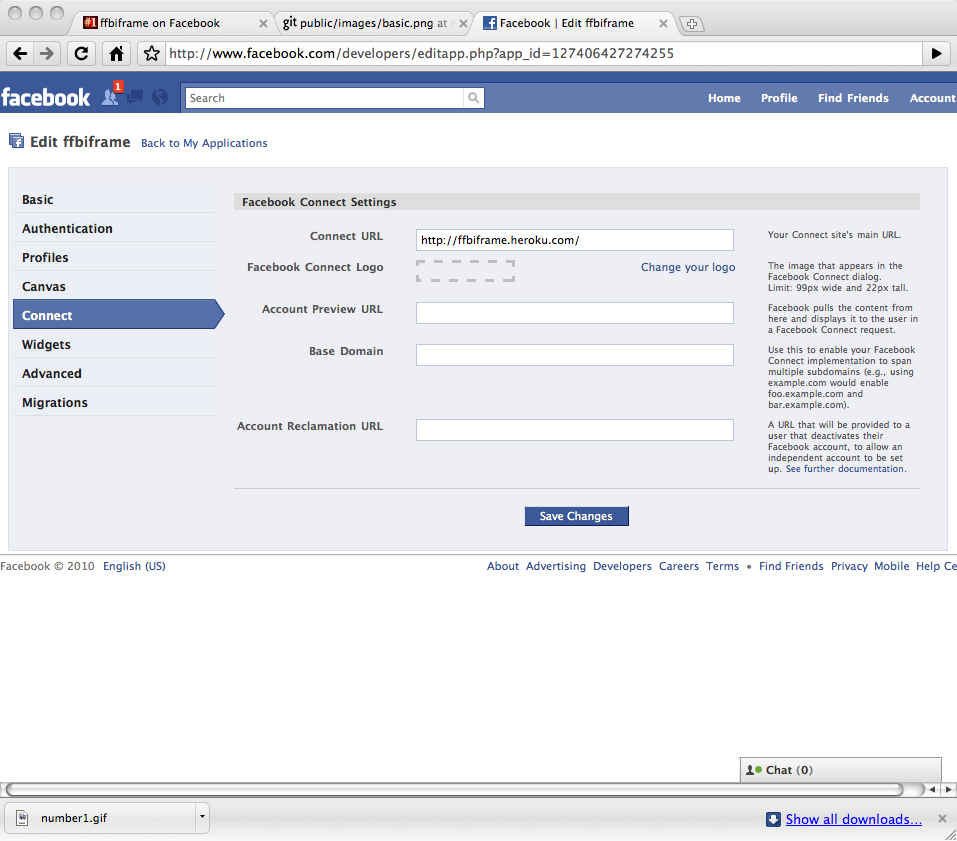 #1 ffbiframe on Facebook
git public/images/basic.png at
Facebook | Edit ffbiframe
http://www.facebook.com/developers/editapp.php?app_id=127406427274255
facebook
1
Search
Home Profile Find Friends Account
Edit ffbiframe Back to My Applications
Basic
Authentication
Profiles
Canvas
Connect
Widgets
Advanced
Migrations
Facebook Connect Settings
Connect URL
http://ffbiframe.heroku.com/
Your Connect site's main URL.
Facebook Connect Logo
Change your logo
The image that appears in the
Facebook Connect dialog.
Limit: 99px wide and 22px tall.
Account Preview URL
Facebook pulls the content from
here and displays it to the user in
a Facebook Connect request.
Base Domain
Use this to enable your Facebook
Connect implementation to span
multiple subdomains (e.g., using
example.com would enable
foo.example.com and
bar.example.com).
Account Reclamation URL
A URL that will be provided to a
user that deactivates their
Facebook account, to allow an
independent account to be set
up. See further documentation.
Save Changes
Facebook © 2010 English (US)
About Advertising Developers Careers Terms • Find Friends Privacy Mobile Help Ce
Chat (0)
number1.gif
Show all downloads...